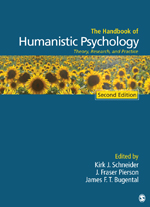 The Handbook of
Humanistic Psychology
Theory, Research, and Practice
Second Edition
Edited by
Kirk J. Schneider
J. Fraser Pierson
James F. T. Bugental